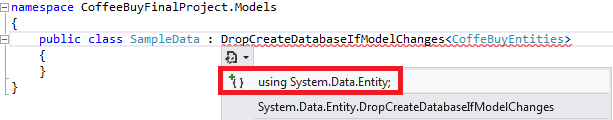 namespace CoffeeBuyFinalProject.Models
{
public class SampleData : DropCreateDatabaseIfModelChanges<CoffeBuyEntities>
{
}
}
{} using System.Data.Entity;
System.Data.Entity.DropCreateDatabaseIfModelChanges